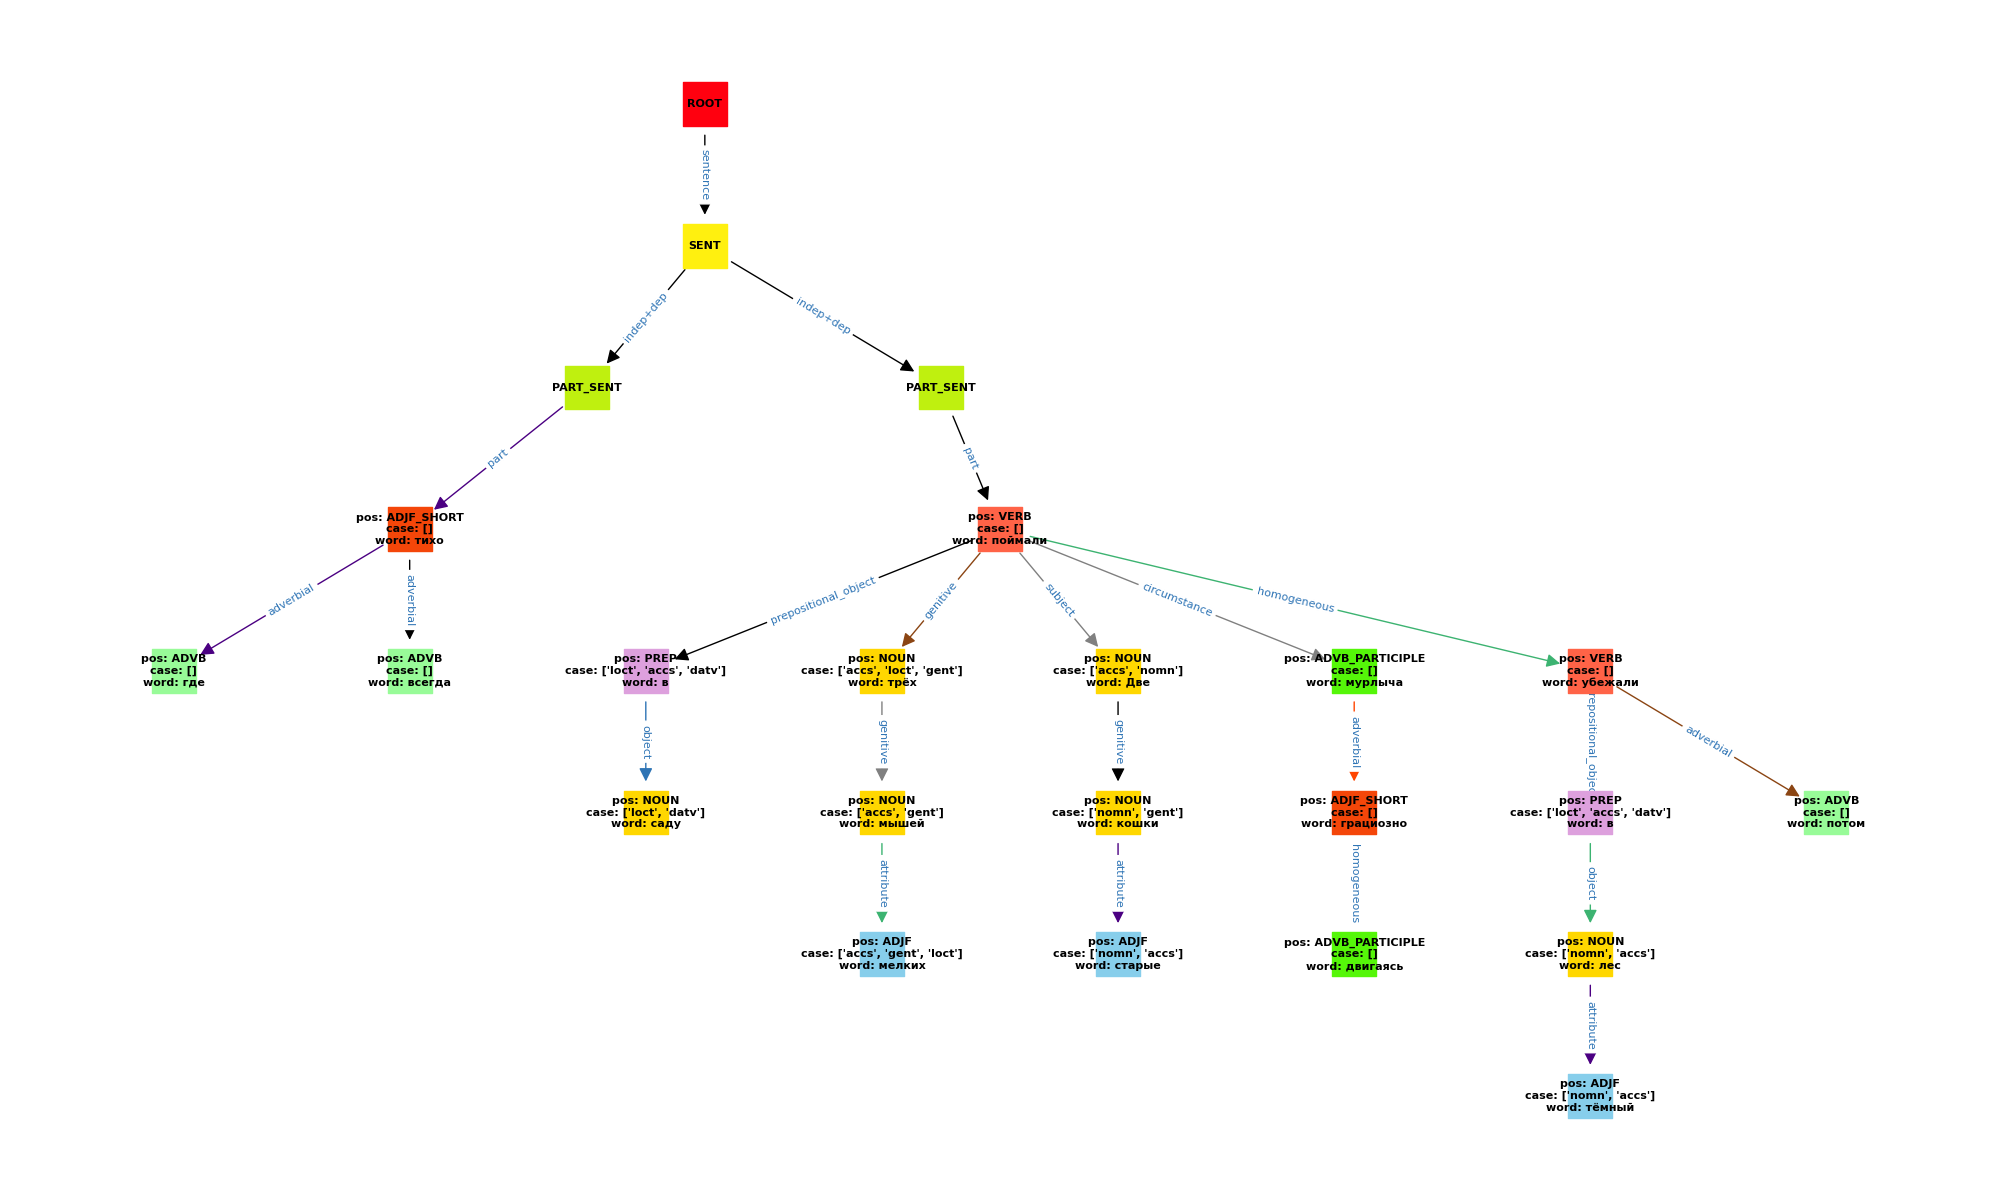 ROOT
sentence
SENT
indep+dep
indep+dep
PART_SENT
PART_SENT
part
part
pos: ADJF_SHORT
case: []
word: тихо
pos: VERB
case: []
word: поймали
adverbial
adverbial
prepositional_object
genitive
subject
circumstance
homogeneous
pos: ADVB
case: []
word: где
pos: ADVB
case: []
word: всегда
pos: PREP
case: ['loct', 'accs', 'datv']
word: в
pos: NOUN
case: ['accs', 'loct', 'gent']
word: трёх
pos: NOUN
case: ['accs', 'nomn']
word: Две
pos: ADVB_PARTICIPLE
case: []
word: мурлыча
pos: VERB
case: []
word: убежали
object
genitive
genitive
adverbial
repositional_objec
adverbial
pos: NOUN
case: ['loct', 'datv']
word: саду
pos: NOUN
case: ['accs', 'gent']
word: мышей
pos: NOUN
case: ['nomn', 'gent']
word: кошки
pos: ADJF_SHORT
case: []
word: грациозно
pos: PREP
case: ['loct', 'accs', 'datv']
word: в
pos: ADVB
case: []
word: потом
attribute
attribute
homogeneous
object
pos: ADJF
case: ['accs', 'gent', 'loct']
word: мелких
pos: ADJF
case: ['nomn', 'accs']
word: старые
pos: ADVB_PARTICIPLE
case: []
word: двигаясь
pos: NOUN
case: ['nomn', 'accs']
word: лес
attribute
pos: ADJF
case: ['nomn', 'accs']
word: тёмный